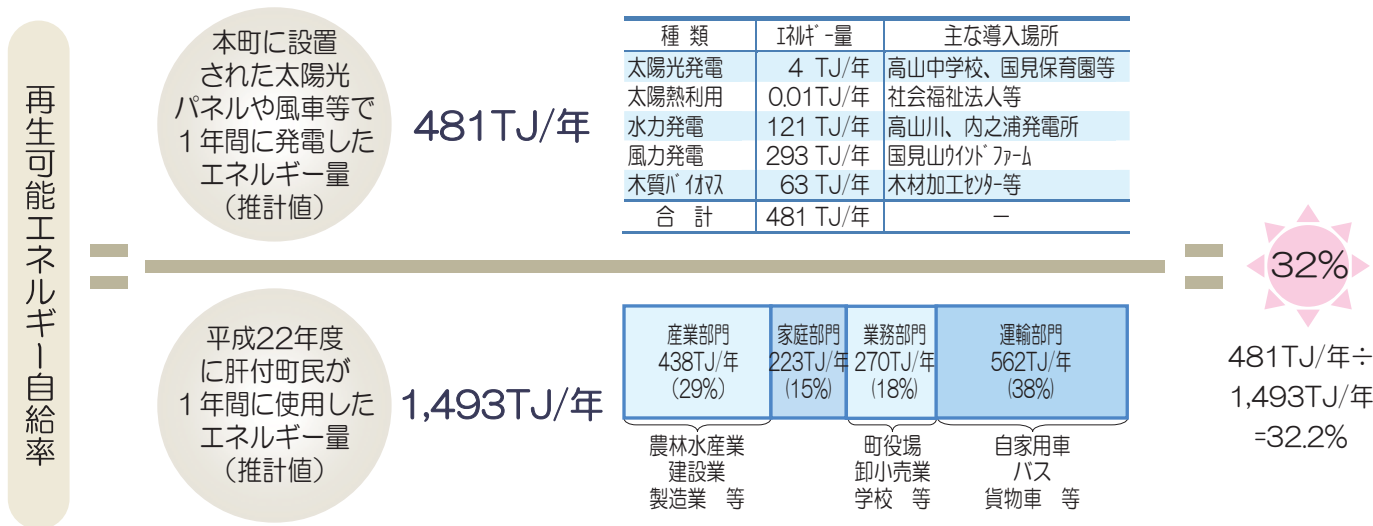 再生可能エネルギー自給率
本町に設置
された太陽光
パネルや風車等で
1年間に発電した
エネルギー量
（推計値）
481TJ/年
種 類 ｴﾈﾙｷﾞｰ量 主な導入場所
太陽光発電 4 TJ/年 高山中学校、国見保育園等
太陽熱利用 0.01TJ/年 社会福祉法人等
水力発電 121 TJ/年 高山川、内之浦発電所
風力発電 293 TJ/年 国見山ｳｲﾝﾄﾞﾌｧｰﾑ
木質ﾊﾞｲｵﾏｽ 63 TJ/年 木材加工ｾﾝﾀｰ等
合 計 481 TJ/年 －
平成22年度
に肝付町民が
1年間に使用した
エネルギー量
（推計値）
1,493TJ/年
産業部門
438TJ/年
(29%)
家庭部門
223TJ/年
(15%)
業務部門
270TJ/年
(18%)
運輸部門
562TJ/年
(38%)
農林水産業
建設業
製造業 等
町役場
卸小売業
学校 等
自家用車
バス
貨物車 等
32%
481TJ/年÷
1,493TJ/年
=32.2%